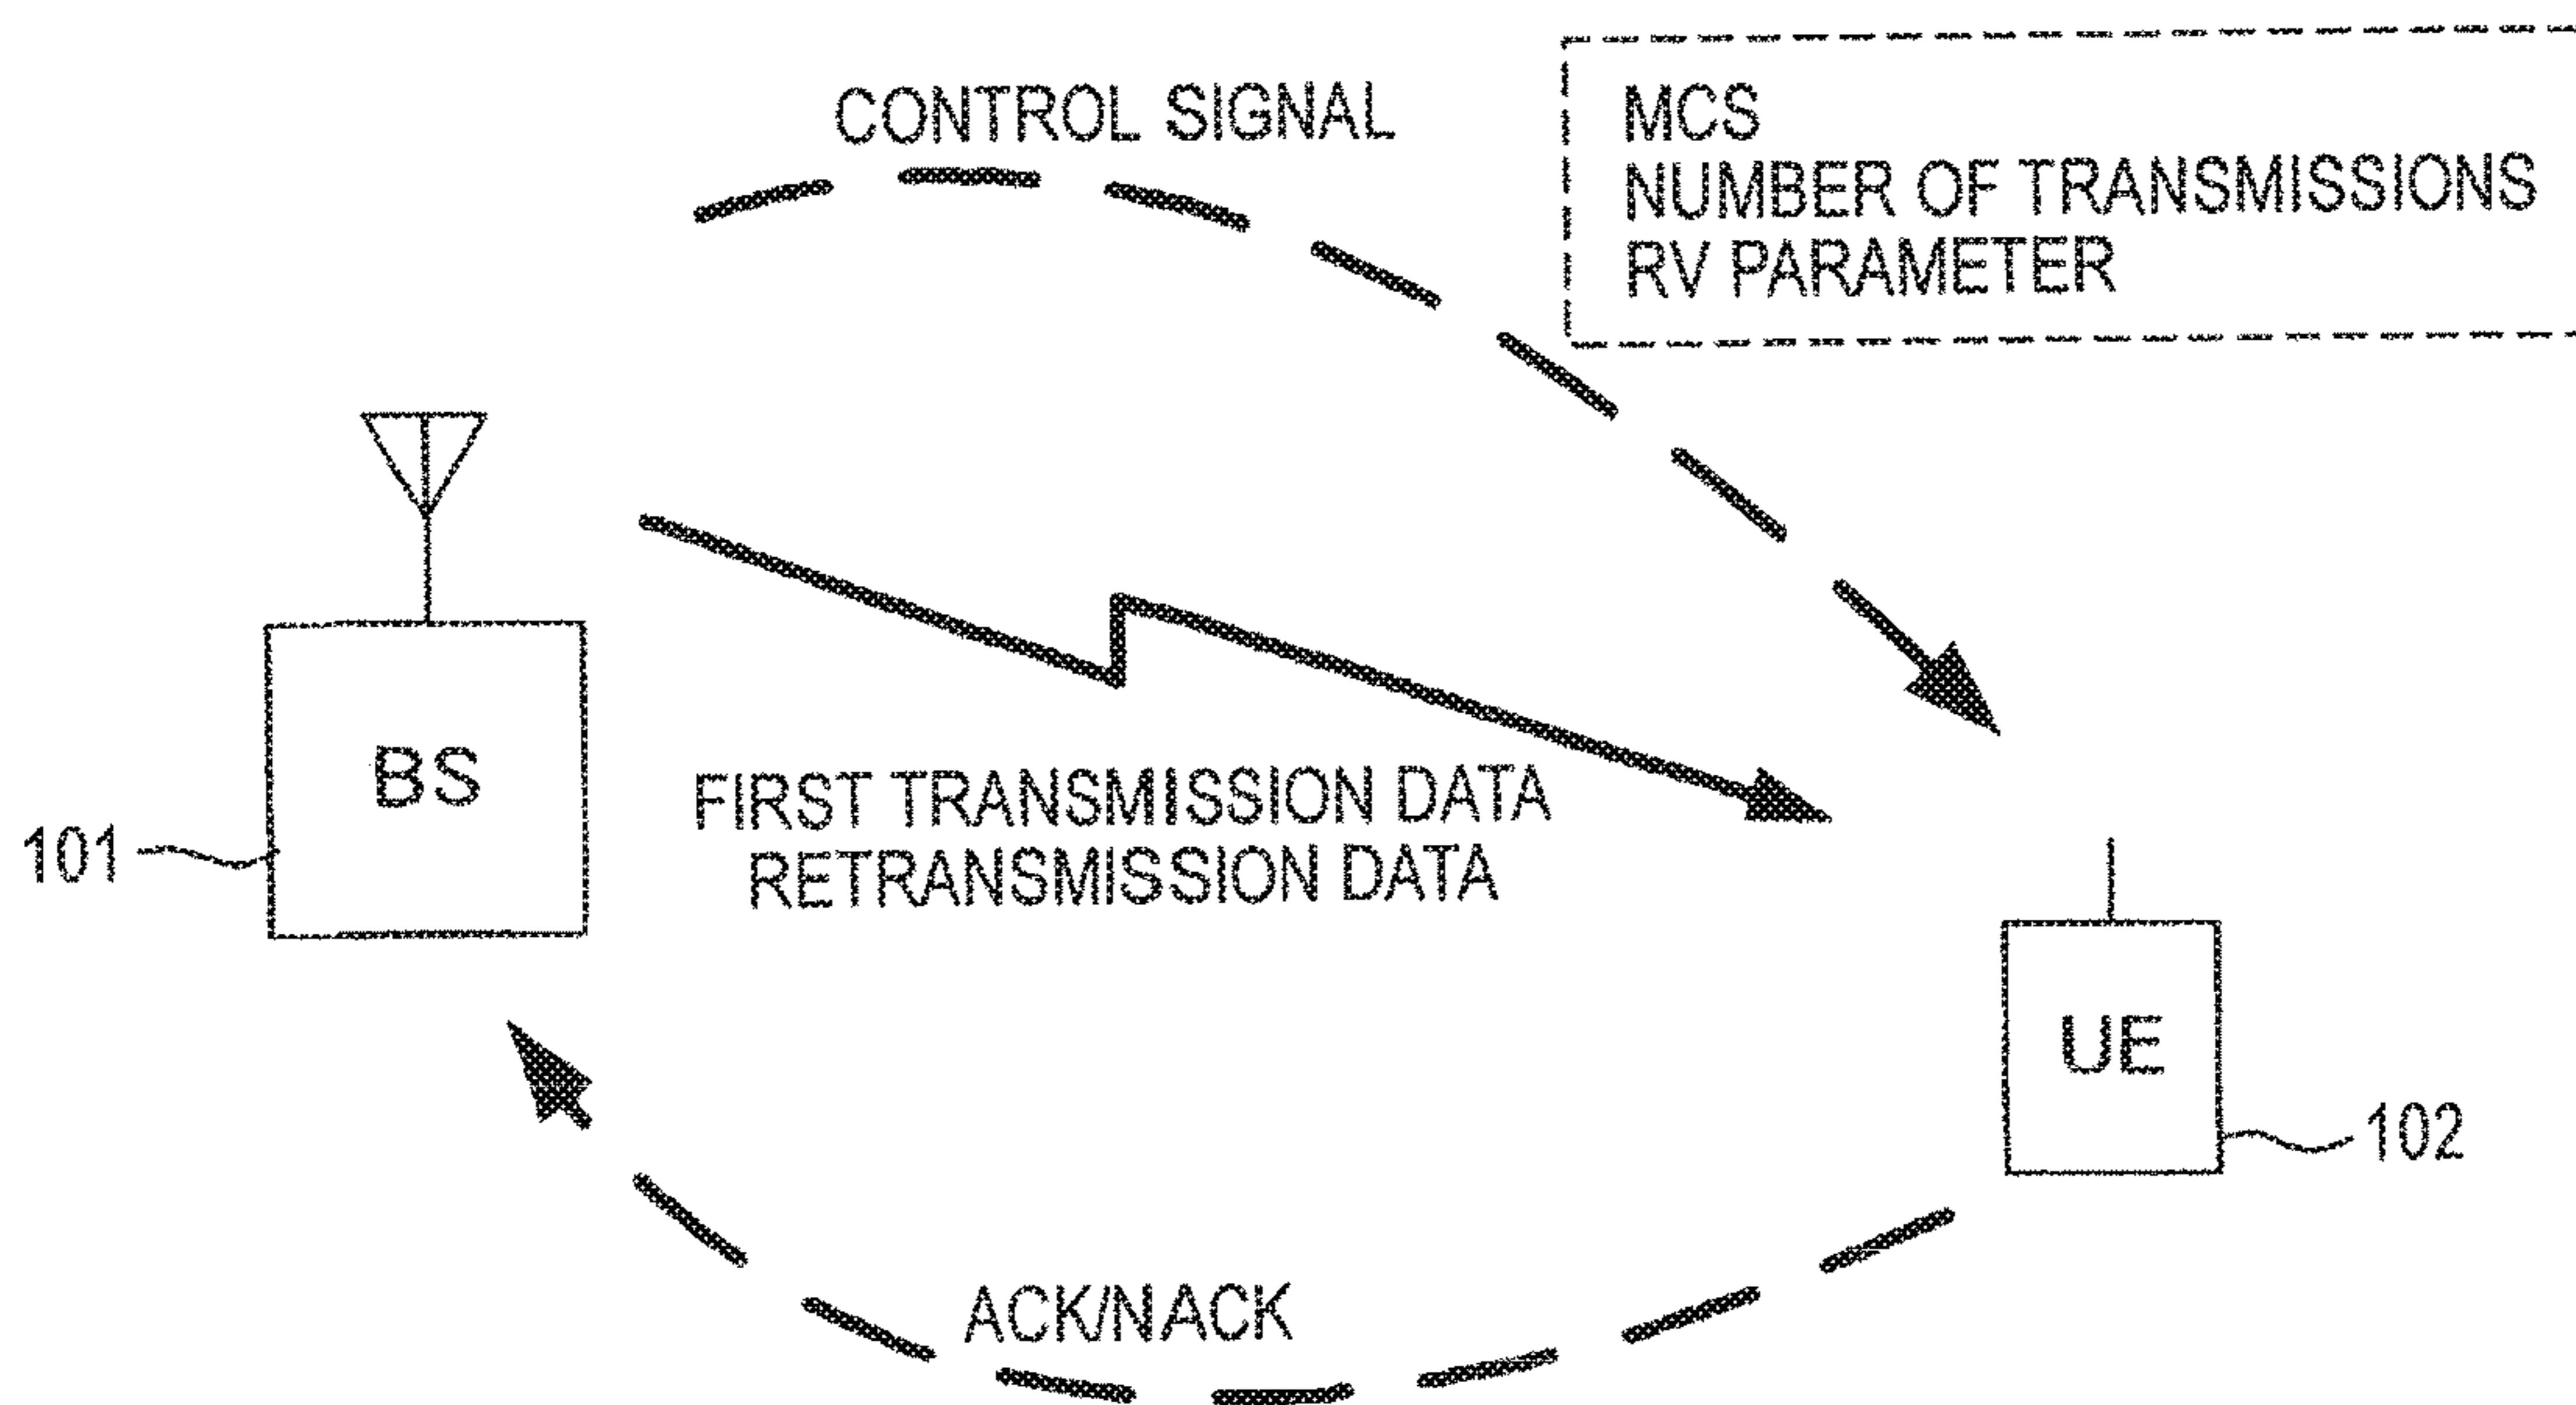 CONTROL SIGNAL
MCS
NUMBER OF TRANSMISSIONS
RV PARAMETER
BS
101
FIRST TRANSMISSION DATA
RETRANSMISSION DATA
UE
102
ACK/NACK